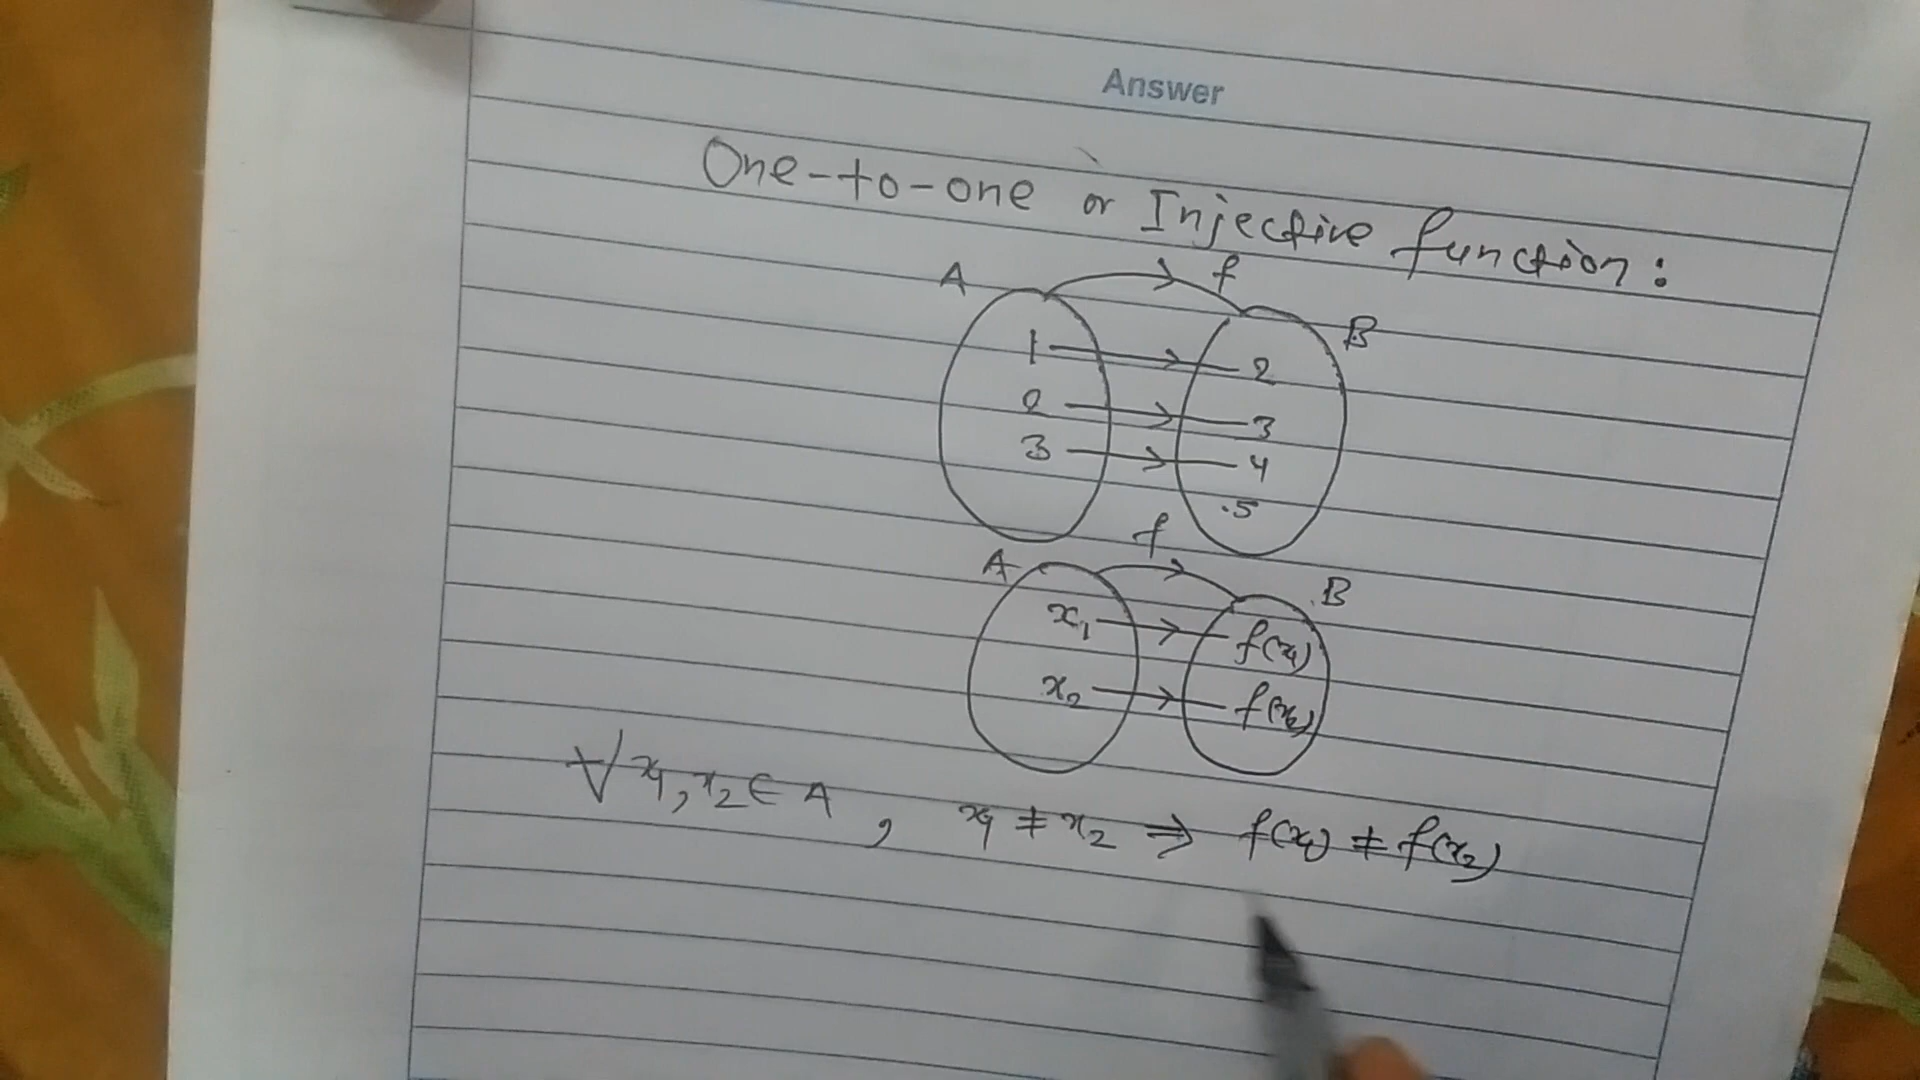 Answer
One-to-one or Injective function:
A f B
1 2
2 3
3 4
.5
A f B
x₁ f(x₁)
x₂ f(x₂)
∀ x₁, x₂ ∈ A , x₁ ≠ x₂ ⇒ f(x₁) ≠ f(x₂)